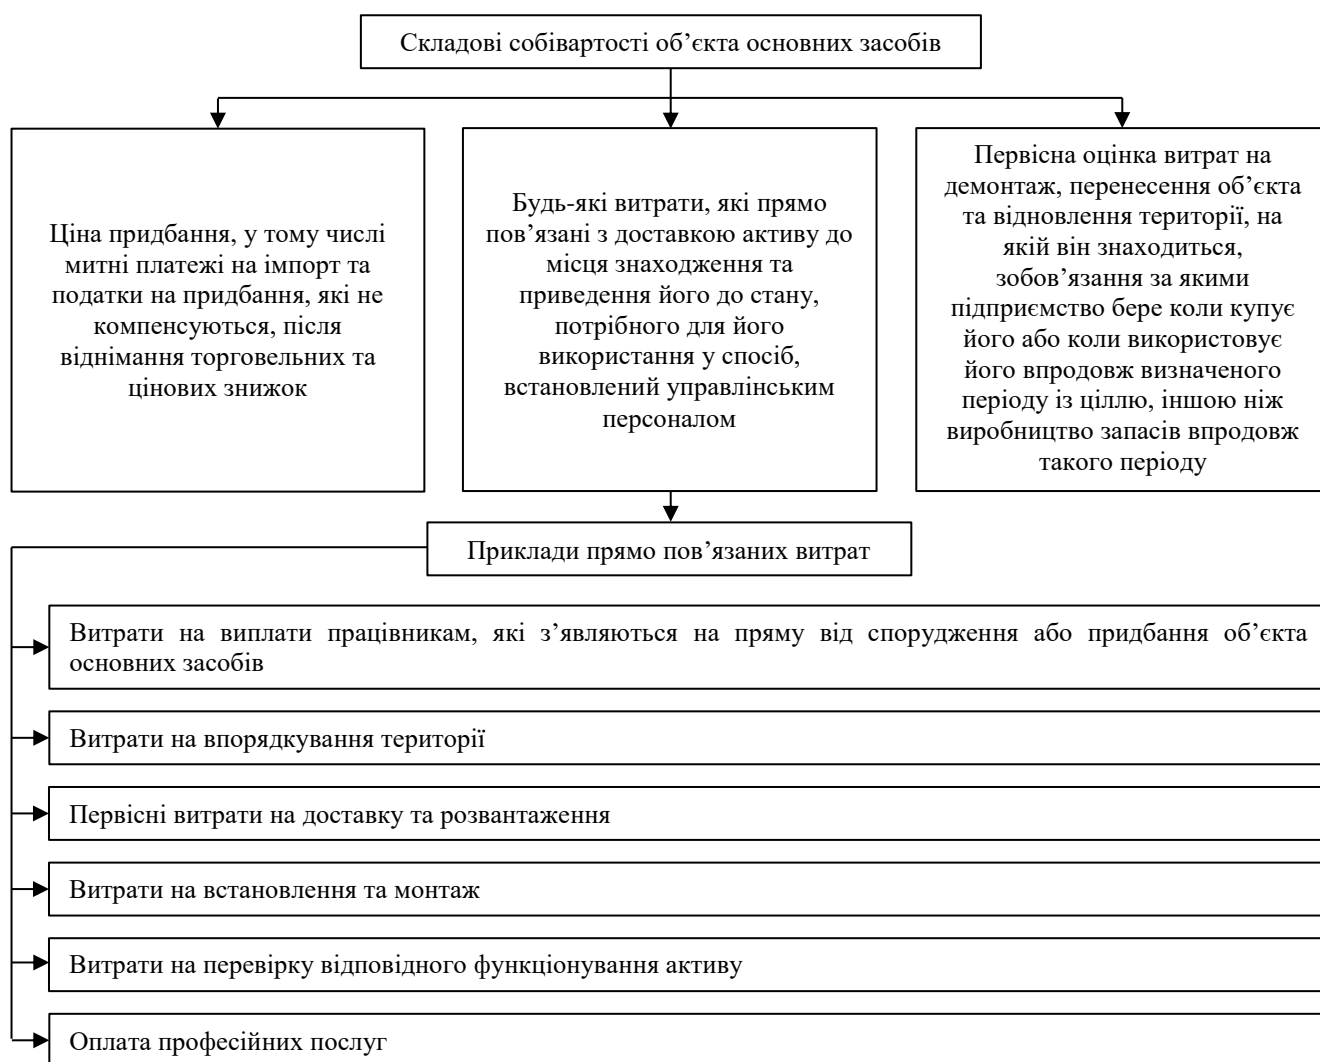 Складові собівартості об’єкта основних засобів
Ціна придбання, у тому числі
митні платежі на імпорт та
податки на придбання, які не
компенсуються, після
віднімання торговельних та
цінових знижок
Будь-які витрати, які прямо
пов’язані з доставкою активу до
місця знаходження та
приведення його до стану,
потрібного для його
використання у спосіб,
встановлений управлінським
персоналом
Первісна оцінка витрат на
демонтаж, перенесення об’єкта
та відновлення території, на
якій він знаходиться,
зобов’язання за якими
підприємство бере коли купує
його або коли використовує
його впродовж визначеного
періоду із ціллю, іншою ніж
виробництво запасів впродовж
такого періоду
Приклади прямо пов’язаних витрат
Витрати на виплати працівникам, які з’являються на пряму від спорудження або придбання об’єкта
основних засобів
Витрати на впорядкування території
Первісні витрати на доставку та розвантаження
Витрати на встановлення та монтаж
Витрати на перевірку відповідного функціонування активу
Оплата професійних послуг